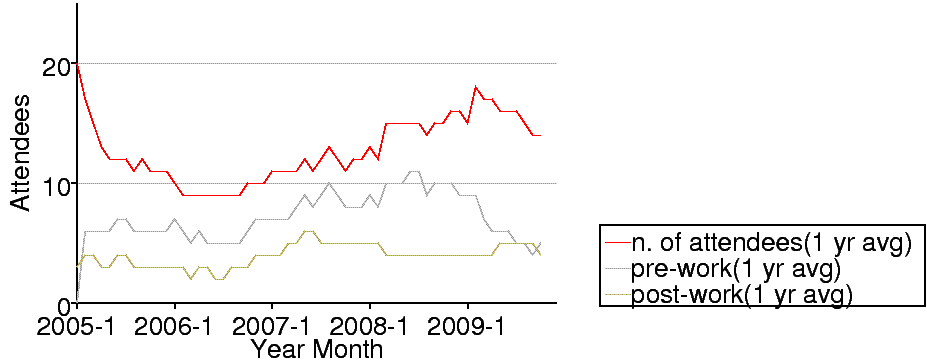 20
10
0
Attendees
2005-1 2006-1 2007-1 2008-1 2009-1
Year Month
n. of attendees(1 yr avg)
pre-work(1 yr avg)
post-work(1 yr avg)